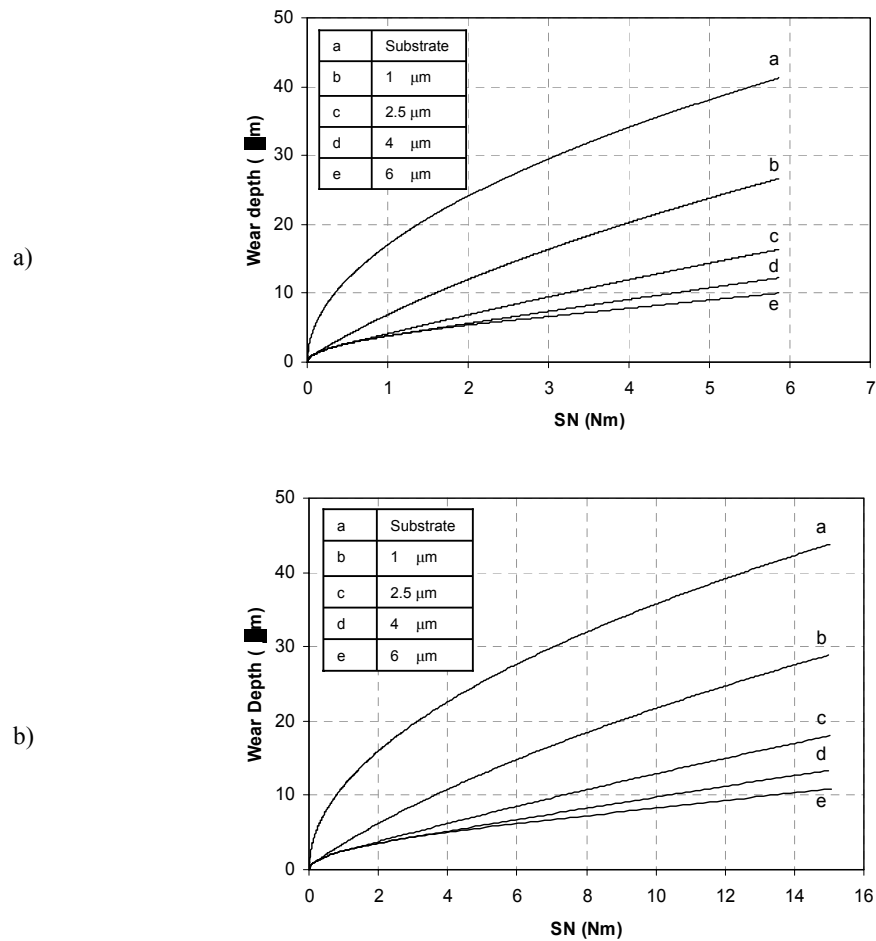 a)
50
40
30
20
10
0
Wear depth ( m)
a Substrate
b 1 μm
c 2.5 μm
d 4 μm
e 6 μm
a
b
c
d
e
0 1 2 3 4 5 6 7
SN (Nm)
b)
50
40
30
20
10
0
Wear Depth ( m)
a Substrate
b 1 μm
c 2.5 μm
d 4 μm
e 6 μm
a
b
c
d
e
0 2 4 6 8 10 12 14 16
SN (Nm)